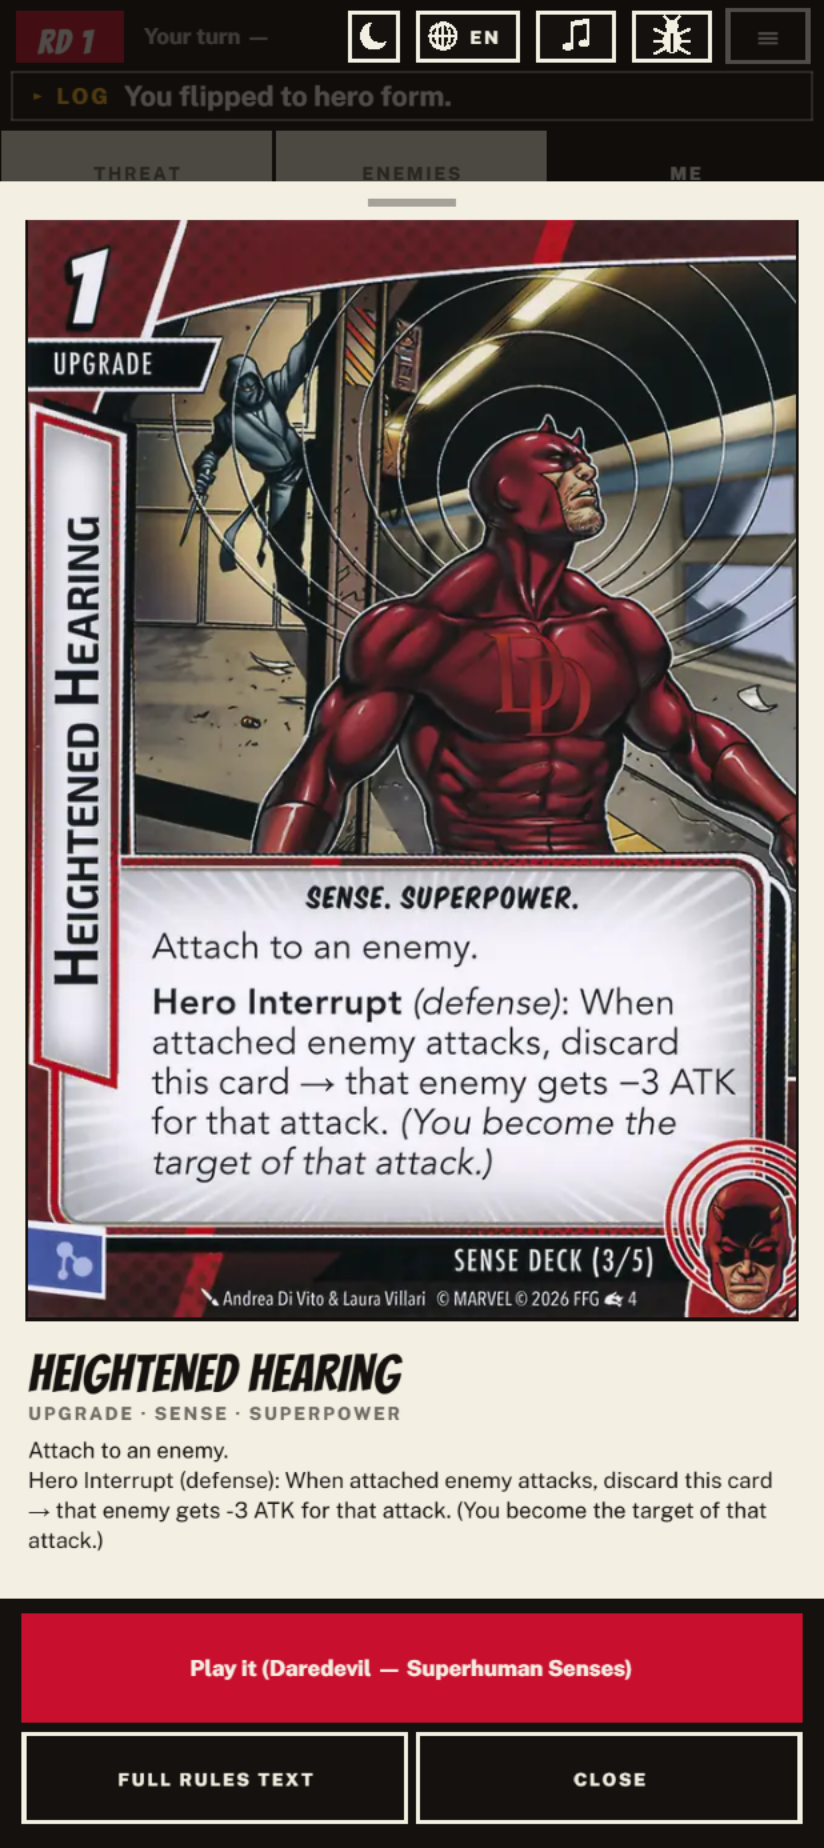 RD 1
Your turn —
EN
LOG You flipped to hero form.
THREAT
ENEMIES
ME
1
UPGRADE
HEIGHTENED HEARING
DD
SENSE. SUPERPOWER.
Attach to an enemy.
Hero Interrupt (defense): When
attached enemy attacks, discard
this card → that enemy gets −3 ATK
for that attack. (You become the
target of that attack.)
SENSE DECK (3/5)
Andrea Di Vito & Laura Villari © MARVEL © 2026 FFG 4
HEIGHTENED HEARING
UPGRADE · SENSE · SUPERPOWER
Attach to an enemy.
Hero Interrupt (defense): When attached enemy attacks, discard this card
→ that enemy gets -3 ATK for that attack. (You become the target of that
attack.)
Play it (Daredevil — Superhuman Senses)
FULL RULES TEXT
CLOSE